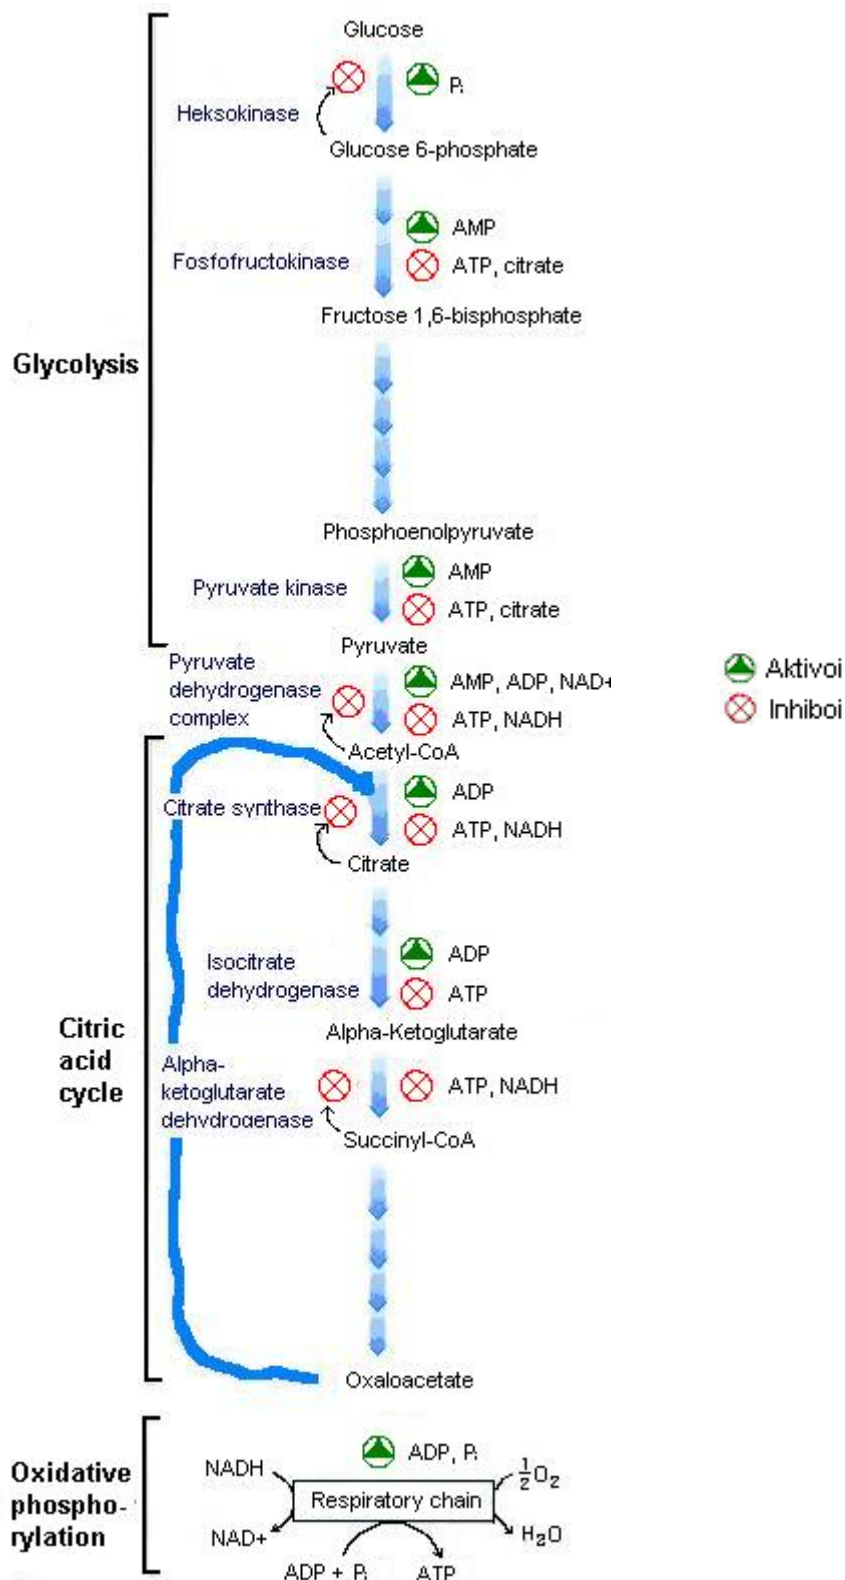 Glucose
Pᵢ
Heksokinase
Glucose 6-phosphate
AMP
Fosfofructokinase
ATP, citrate
Fructose 1,6-bisphosphate
Glycolysis
Phosphoenolpyruvate
AMP
Pyruvate kinase
ATP, citrate
Pyruvate
Pyruvate
dehydrogenase
complex
AMP, ADP, NAD+
ATP, NADH
Aktivoi
Inhiboi
Acetyl-CoA
ADP
Citrate synthase
ATP, NADH
Citrate
ADP
Isocitrate
dehydrogenase
ATP
Alpha-Ketoglutarate
Citric
acid
cycle
Alpha-
ketoglutarate
dehydrogenase
ATP, NADH
Succinyl-CoA
Oxaloacetate
Oxidative
phospho-
rylation
ADP, Pᵢ
NADH
½O₂
Respiratory chain
NAD+
H₂O
ADP + Pᵢ
ATP